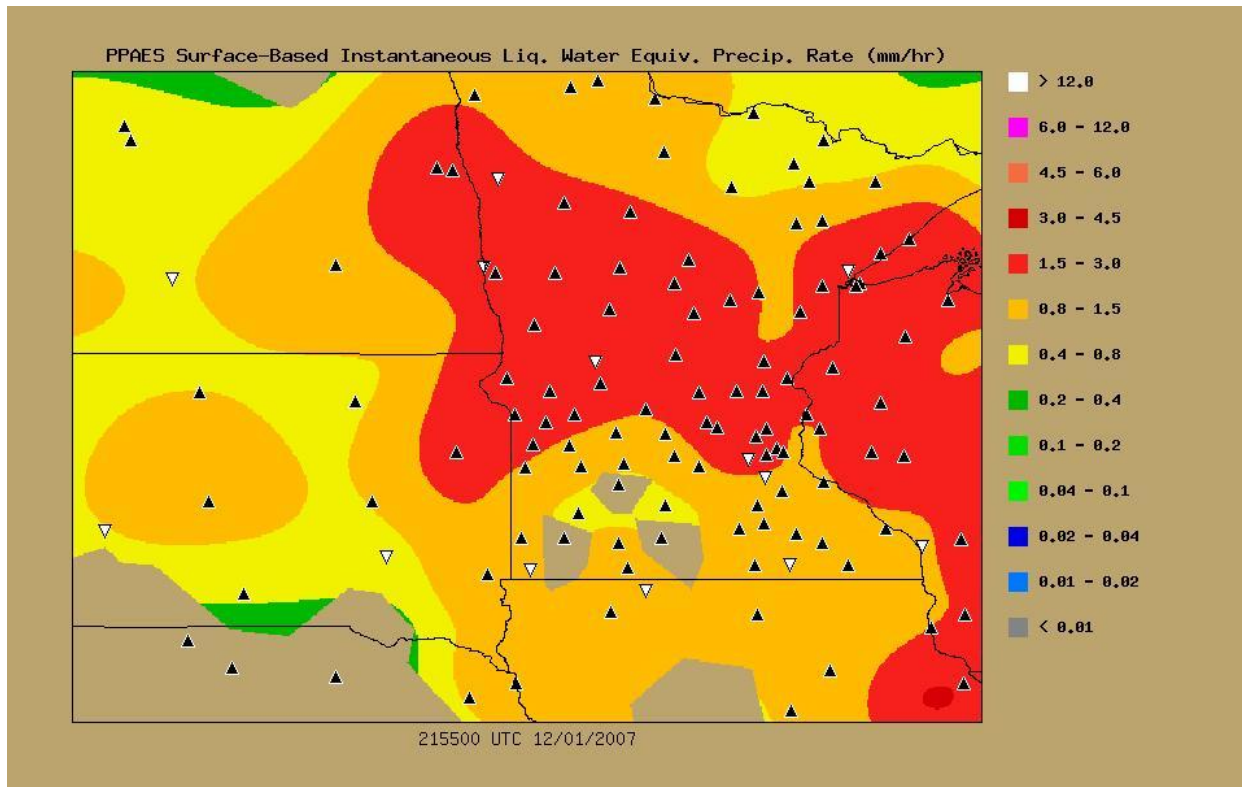 PPAES Surface-Based Instantaneous Liq. Water Equiv. Precip. Rate (mm/hr)
> 12.0
6.0 - 12.0
4.5 - 6.0
3.0 - 4.5
1.5 - 3.0
0.8 - 1.5
0.4 - 0.8
0.2 - 0.4
0.1 - 0.2
0.04 - 0.1
0.02 - 0.04
0.01 - 0.02
< 0.01
215500 UTC 12/01/2007